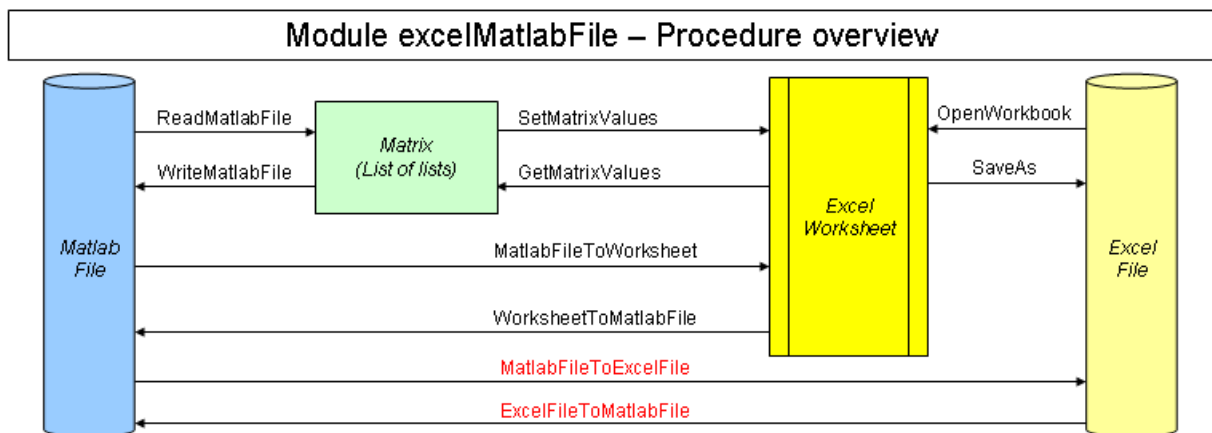 Module excelMatlabFile – Procedure overview
ReadMatlabFile
WriteMatlabFile
Matrix
(List of lists)
SetMatrixValues
GetMatrixValues
OpenWorkbook
SaveAs
Matlab
File
Excel
Worksheet
Excel
File
MatlabFileToWorksheet
WorksheetToMatlabFile
MatlabFileToExcelFile
ExcelFileToMatlabFile